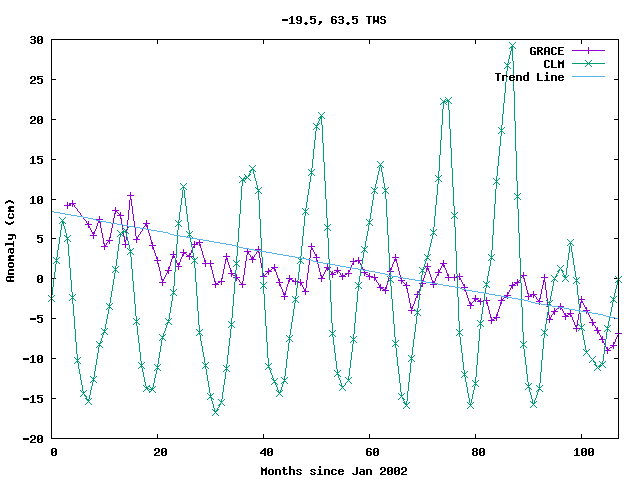 -19.5, 63.5 TWS
GRACE
CLM
Trend Line
30
25
20
15
10
5
0
-5
-10
-15
-20
Anomaly (cm)
0 20 40 60 80 100
Months since Jan 2002